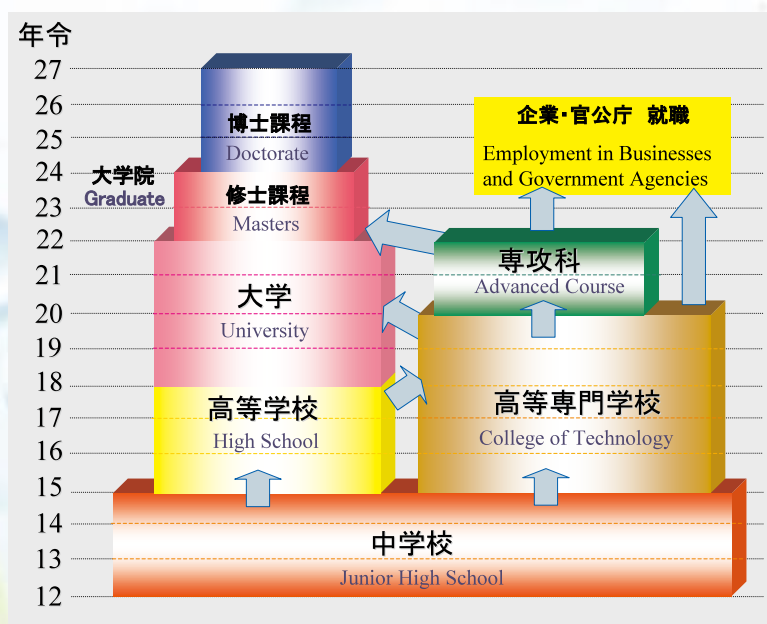 年令
27
26
25
24
23
22
21
20
19
18
17
16
15
14
13
12
博士課程
Doctorate
大学院
Graduate
修士課程
Masters
大学
University
高等学校
High School
企業・官公庁 就職
Employment in Businesses
and Government Agencies
専攻科
Advanced Course
高等専門学校
College of Technology
中学校
Junior High School